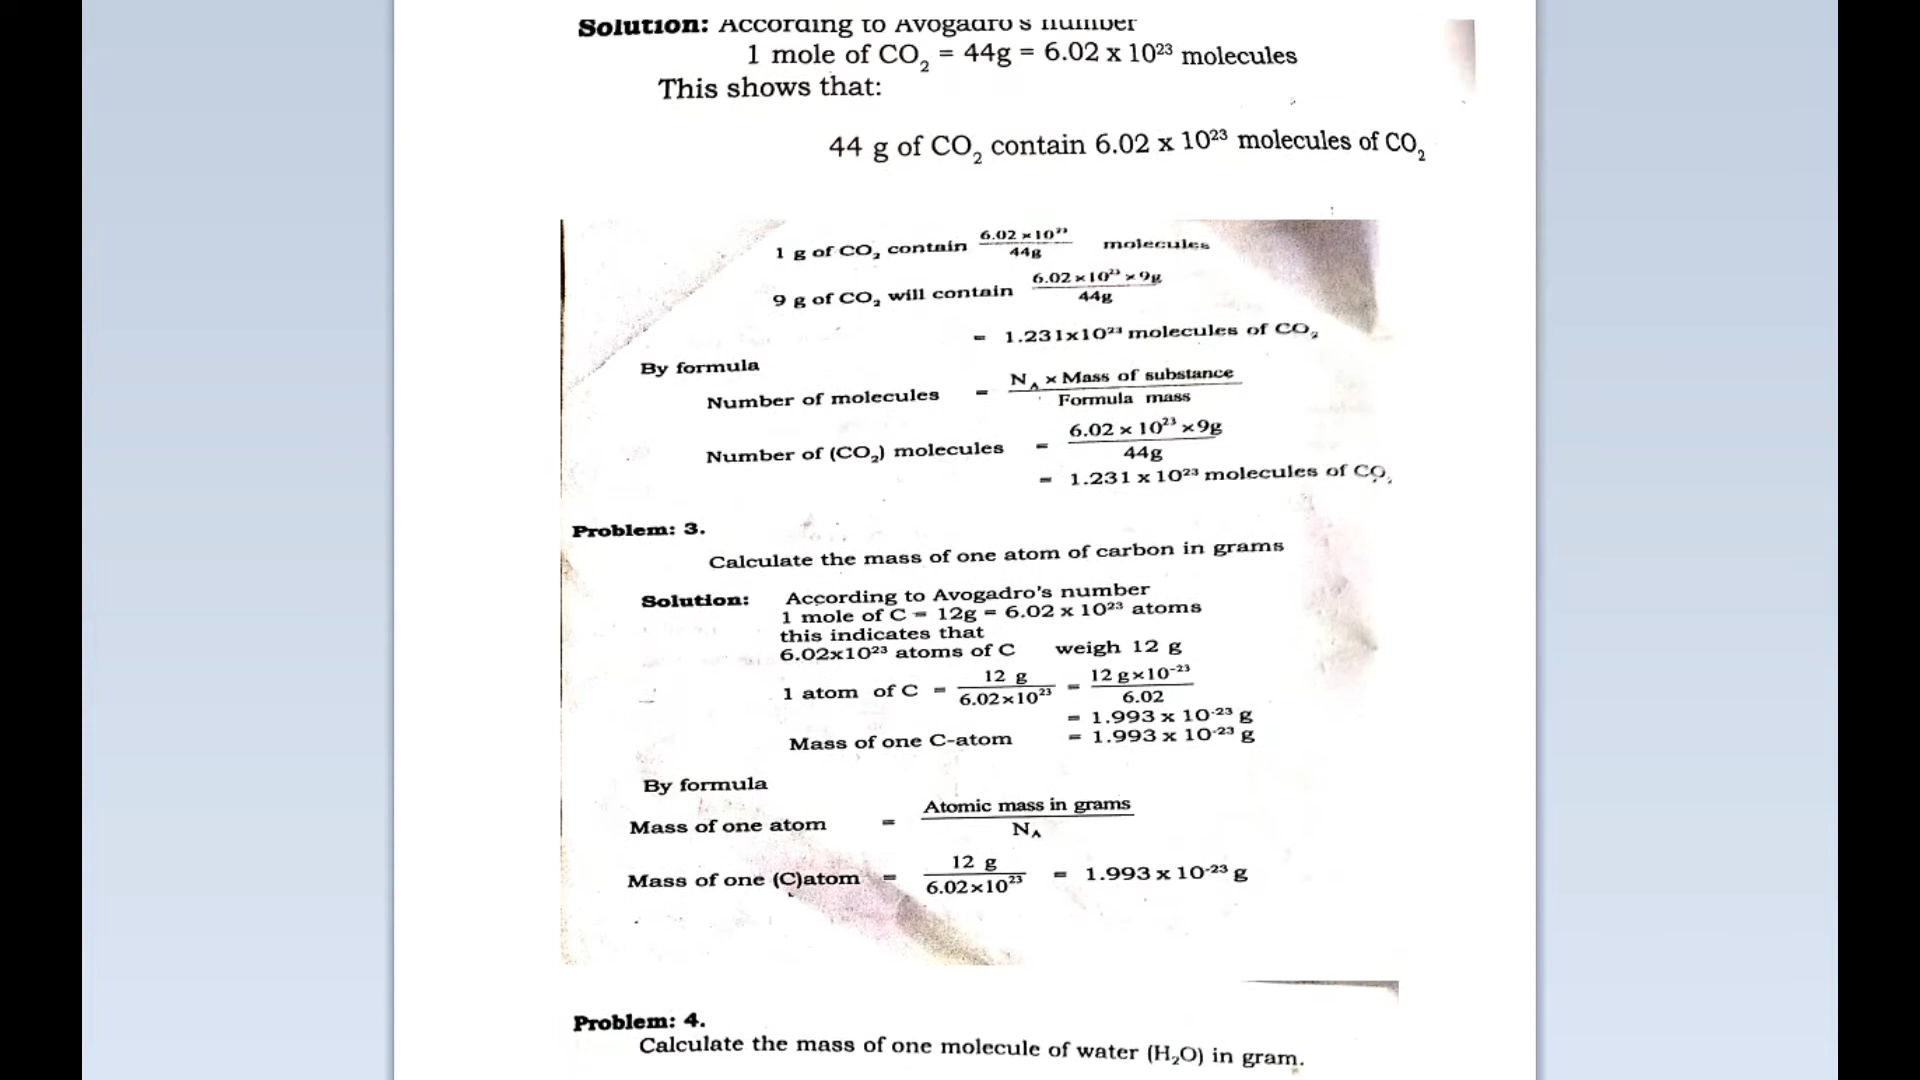 Solution: According to Avogadro's number
1 mole of CO₂ = 44g = 6.02 x 10²³ molecules
This shows that:
44 g of CO₂ contain 6.02 x 10²³ molecules of CO₂
1 g of CO₂ contain 6.02 × 10²³ / 44g molecules
9 g of CO₂ will contain 6.02 × 10²³ × 9g / 44g
= 1.231x10²³ molecules of CO₂
By formula
Number of molecules = N_A × Mass of substance / Formula mass
Number of (CO₂) molecules = 6.02 × 10²³ ×9g / 44g
= 1.231 x 10²³ molecules of CO₂
Problem: 3.
Calculate the mass of one atom of carbon in grams
Solution: According to Avogadro's number
1 mole of C = 12g = 6.02 x 10²³ atoms
this indicates that
6.02x10²³ atoms of C weigh 12 g
1 atom of C = 12 g / 6.02×10²³ = 12 g×10⁻²³ / 6.02
= 1.993 x 10⁻²³ g
Mass of one C-atom = 1.993 x 10⁻²³ g
By formula
Mass of one atom = Atomic mass in grams / N_A
Mass of one (C)atom = 12 g / 6.02×10²³ = 1.993 x 10⁻²³ g
Problem: 4.
Calculate the mass of one molecule of water (H₂O) in gram.